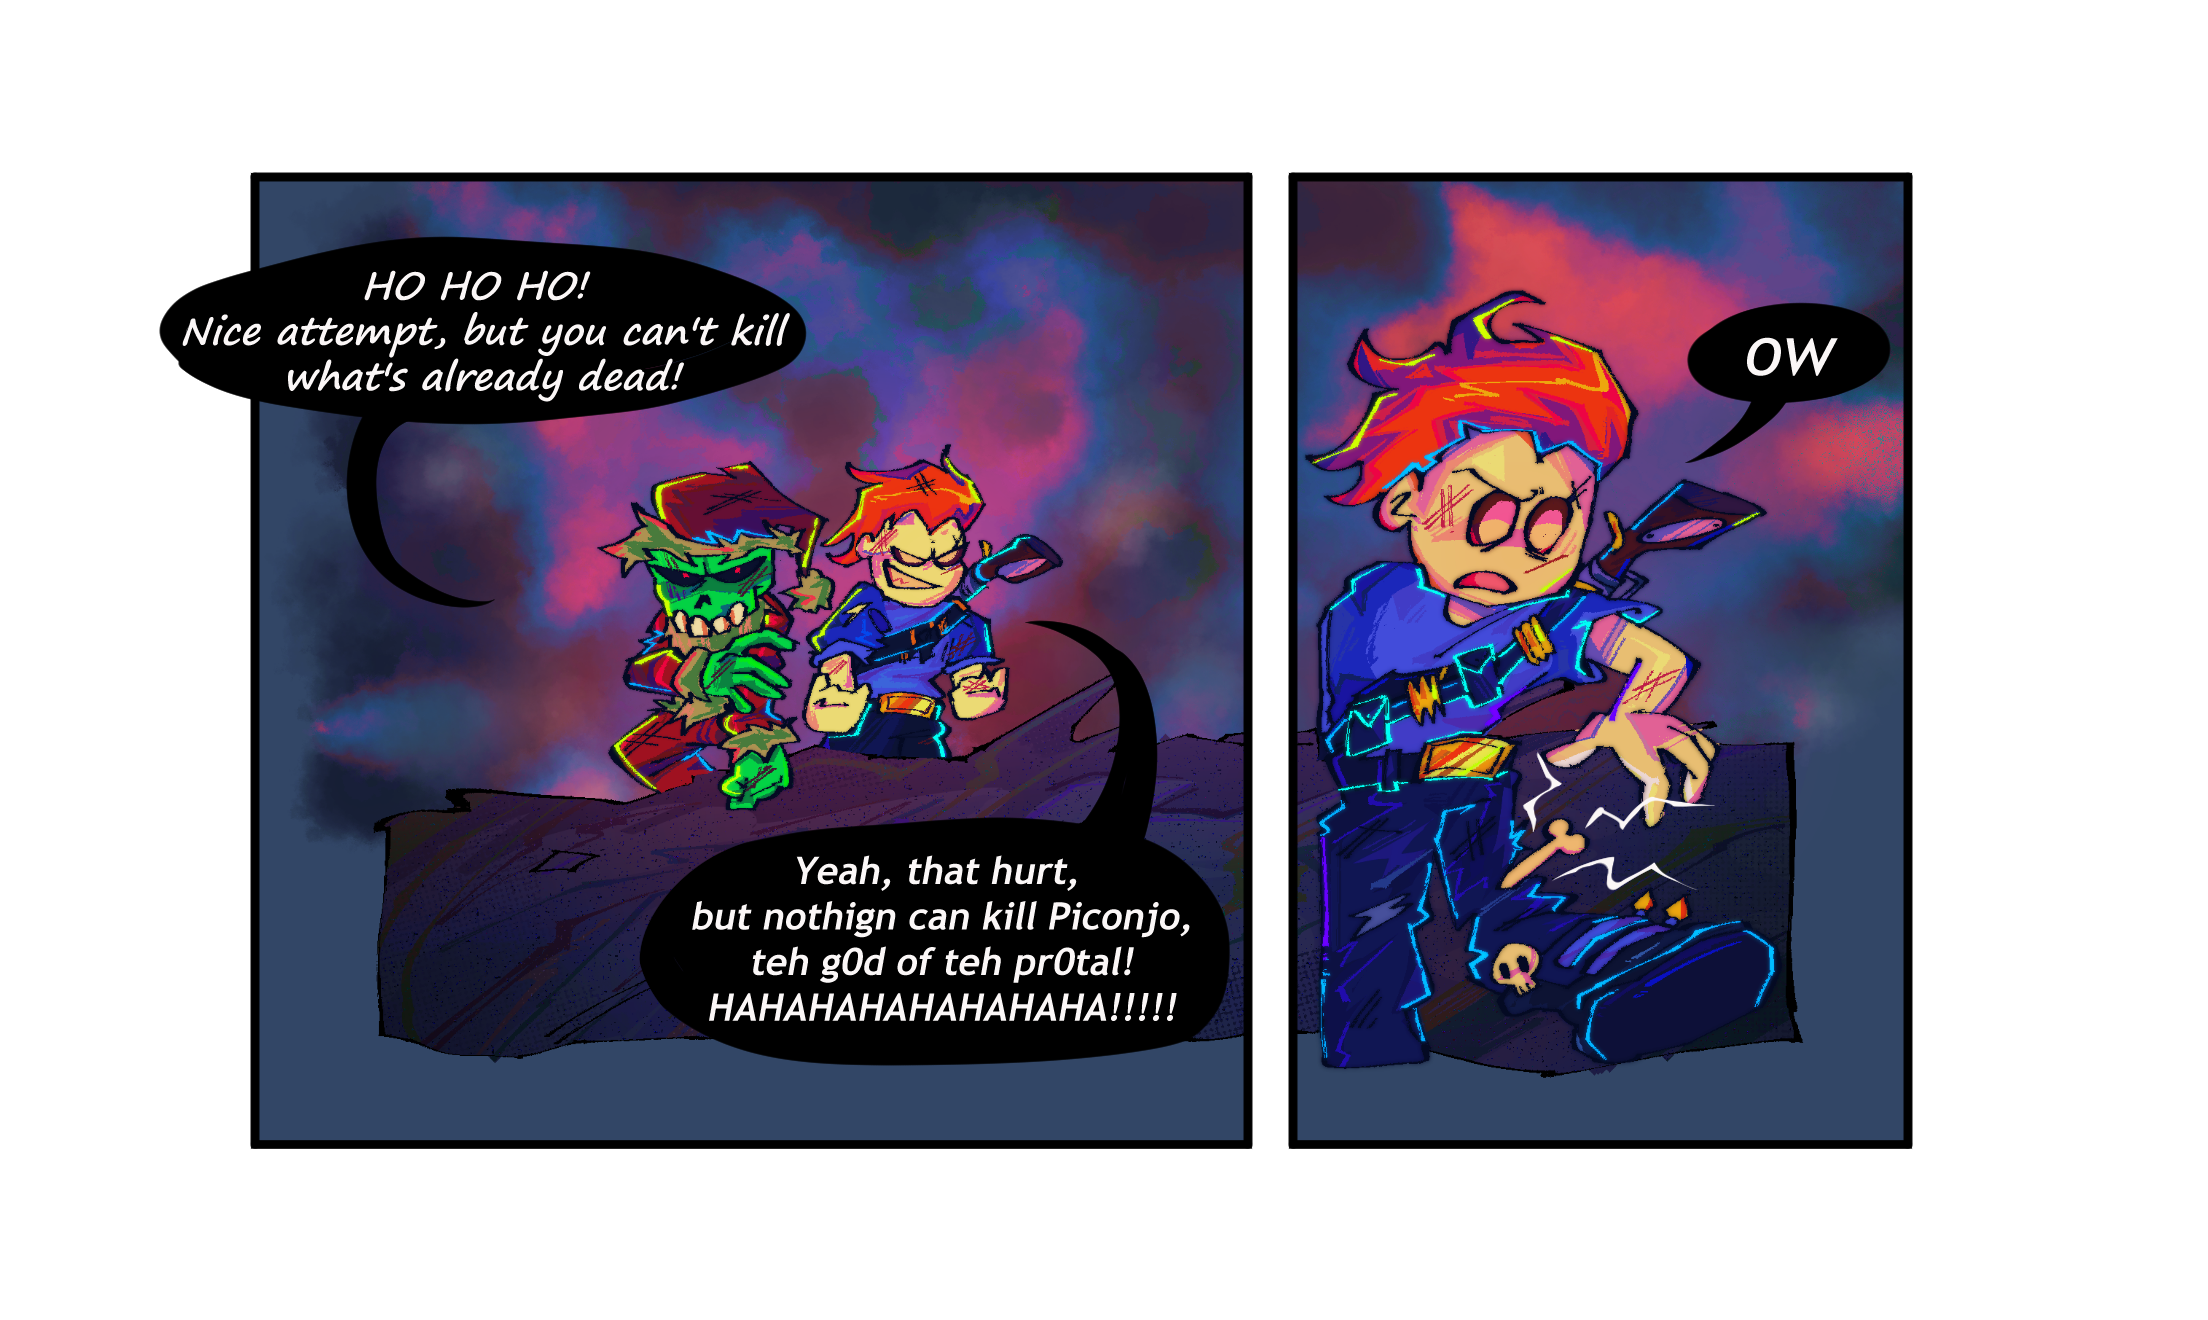 HO HO HO!
Nice attempt, but you can't kill
what's already dead!
Yeah, that hurt,
but nothign can kill Piconjo,
teh g0d of teh pr0tal!
HAHAHAHAHAHAHAHA!!!!!
OW